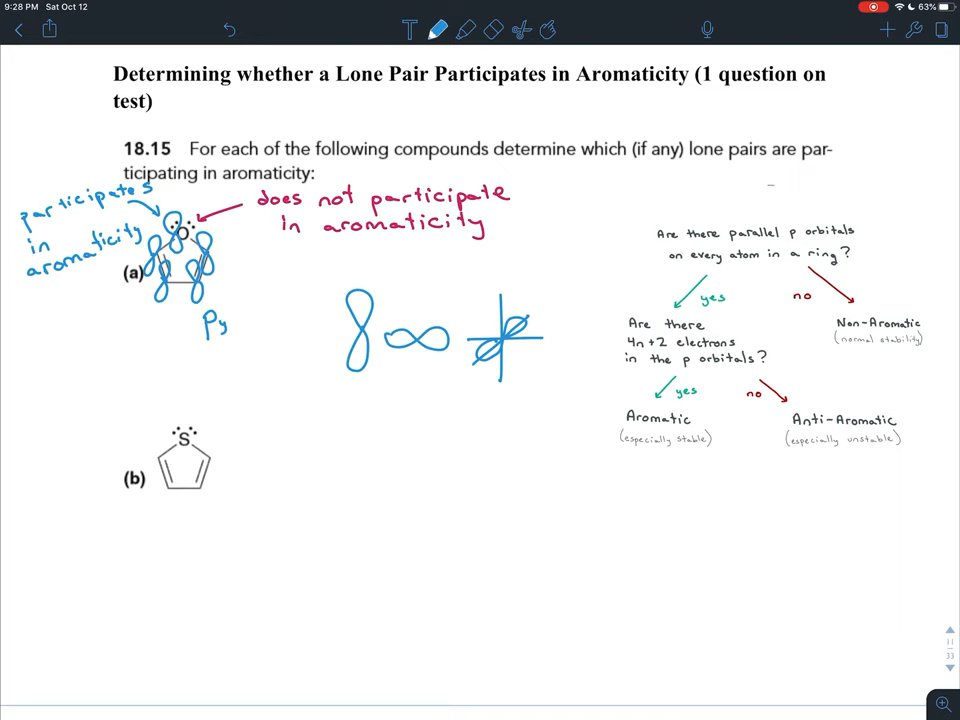 9:28 PM Sat Oct 12
63%
Determining whether a Lone Pair Participates in Aromaticity (1 question on
test)
18.15 For each of the following compounds determine which (if any) lone pairs are par-
ticipating in aromaticity:
participates
in
aromaticity
does not participate
in aromaticity
O
(a)
Py
Are there parallel p orbitals
on every atom in a ring?
yes
no
Are there
4n+2 electrons
in the p orbitals?
Non-Aromatic
(normal stability)
yes
no
Aromatic
(especially stable)
Anti-Aromatic
(especially unstable)
S
(b)
11
33